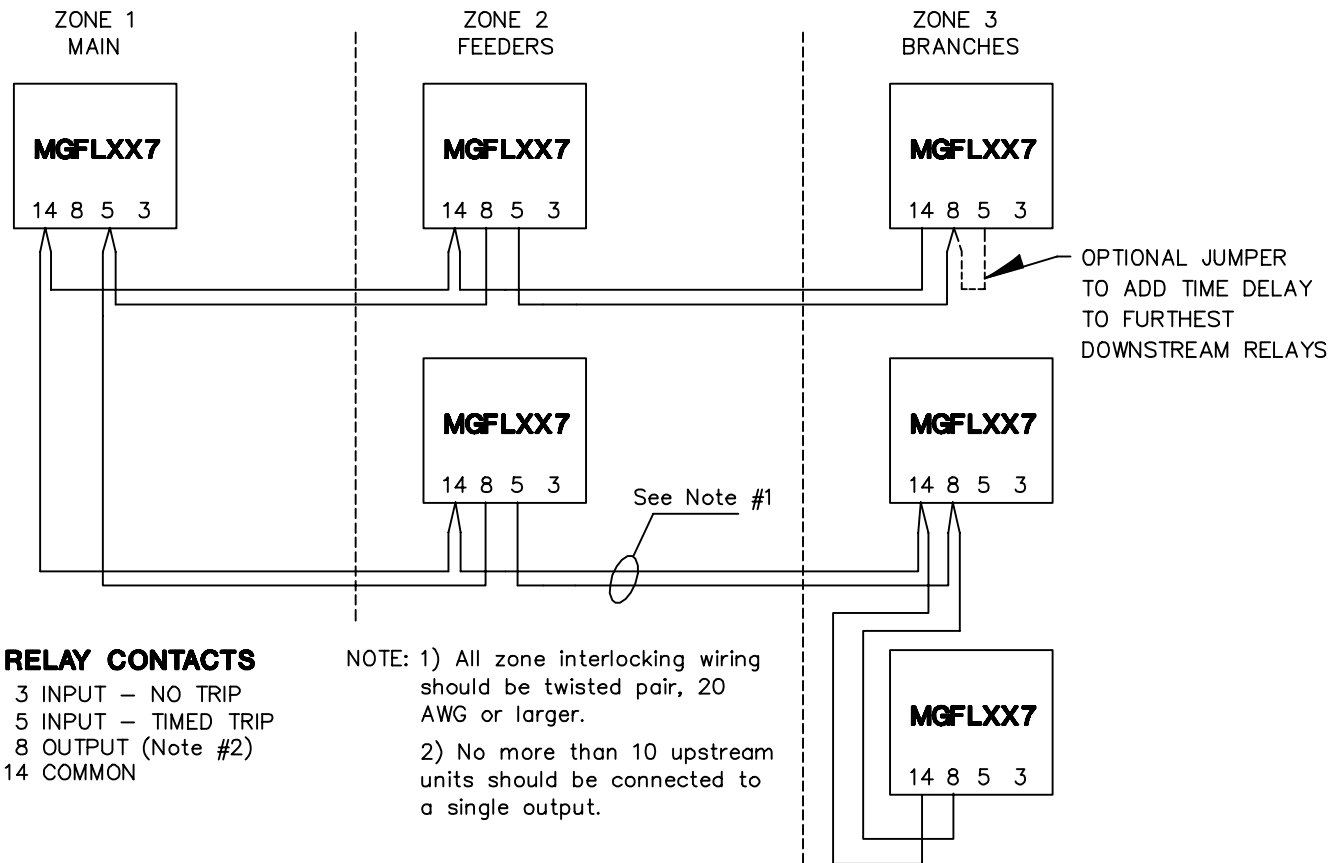 ZONE 1
MAIN
ZONE 2
FEEDERS
ZONE 3
BRANCHES
MGFLXX7
14 8 5 3
MGFLXX7
14 8 5 3
MGFLXX7
14 8 5 3
OPTIONAL JUMPER
TO ADD TIME DELAY
TO FURTHEST
DOWNSTREAM RELAYS
MGFLXX7
14 8 5 3
MGFLXX7
14 8 5 3
See Note #1
MGFLXX7
14 8 5 3
RELAY CONTACTS
3 INPUT – NO TRIP
5 INPUT – TIMED TRIP
8 OUTPUT (Note #2)
14 COMMON
NOTE: 1) All zone interlocking wiring
should be twisted pair, 20
AWG or larger.
2) No more than 10 upstream
units should be connected to
a single output.